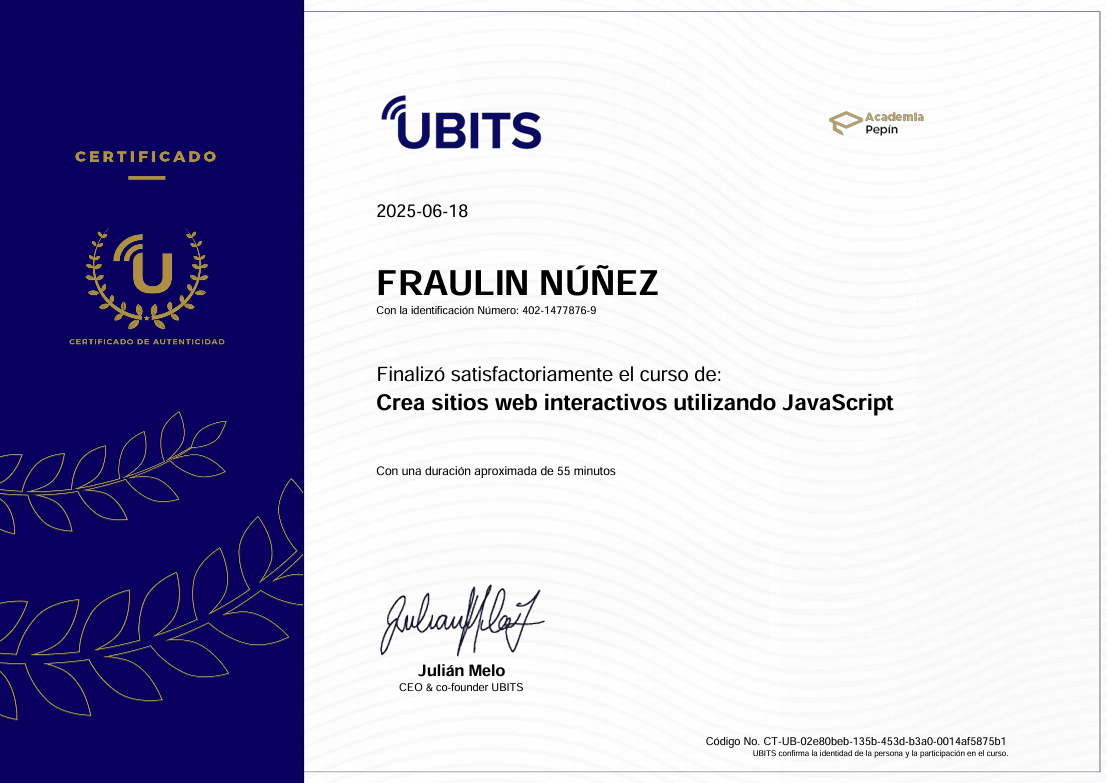 CERTIFICADO
CERTIFICADO DE AUTENTICIDAD
UBITS
Academia
Pepín
2025-06-18
FRAULIN NÚÑEZ
Con la identificación Número: 402-1477876-9
Finalizó satisfactoriamente el curso de:
Crea sitios web interactivos utilizando JavaScript
Con una duración aproximada de 55 minutos
Julián Melo
CEO & co-founder UBITS
Código No. CT-UB-02e80beb-135b-453d-b3a0-0014af5875b1
UBITS confirma la identidad de la persona y la participación en el curso.